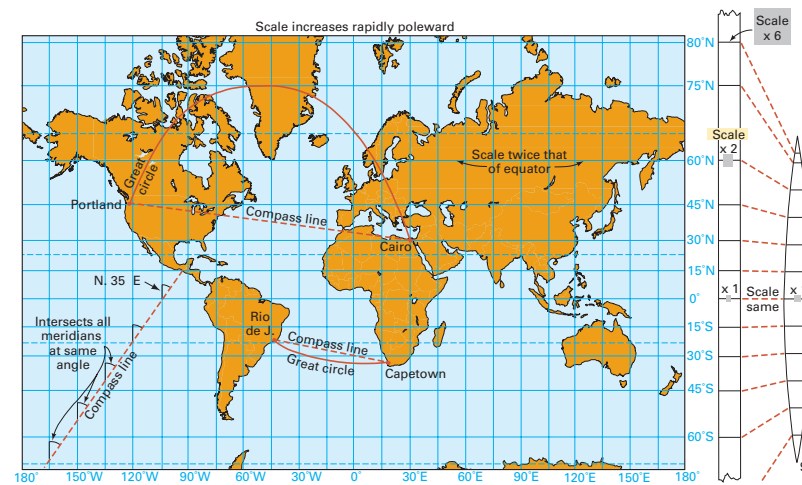 Scale increases rapidly poleward
Scale
x 6
80°N
75°N
Scale
x 2
60°N
Scale twice that
of equator
Great
circle
Portland
Compass line
45°N
Cairo
30°N
N. 35 E
15°N
x 1
Scale
same
x
0°
Intersects all
meridians
at same
angle
Compass line
Rio
de J.
Compass line
Great circle
Capetown
15°S
30°S
45°S
60°S
80°
180°
150°W
120°W
90°W
60°W
30°W
0°
30°E
60°E
90°E
120°E
150°E
180